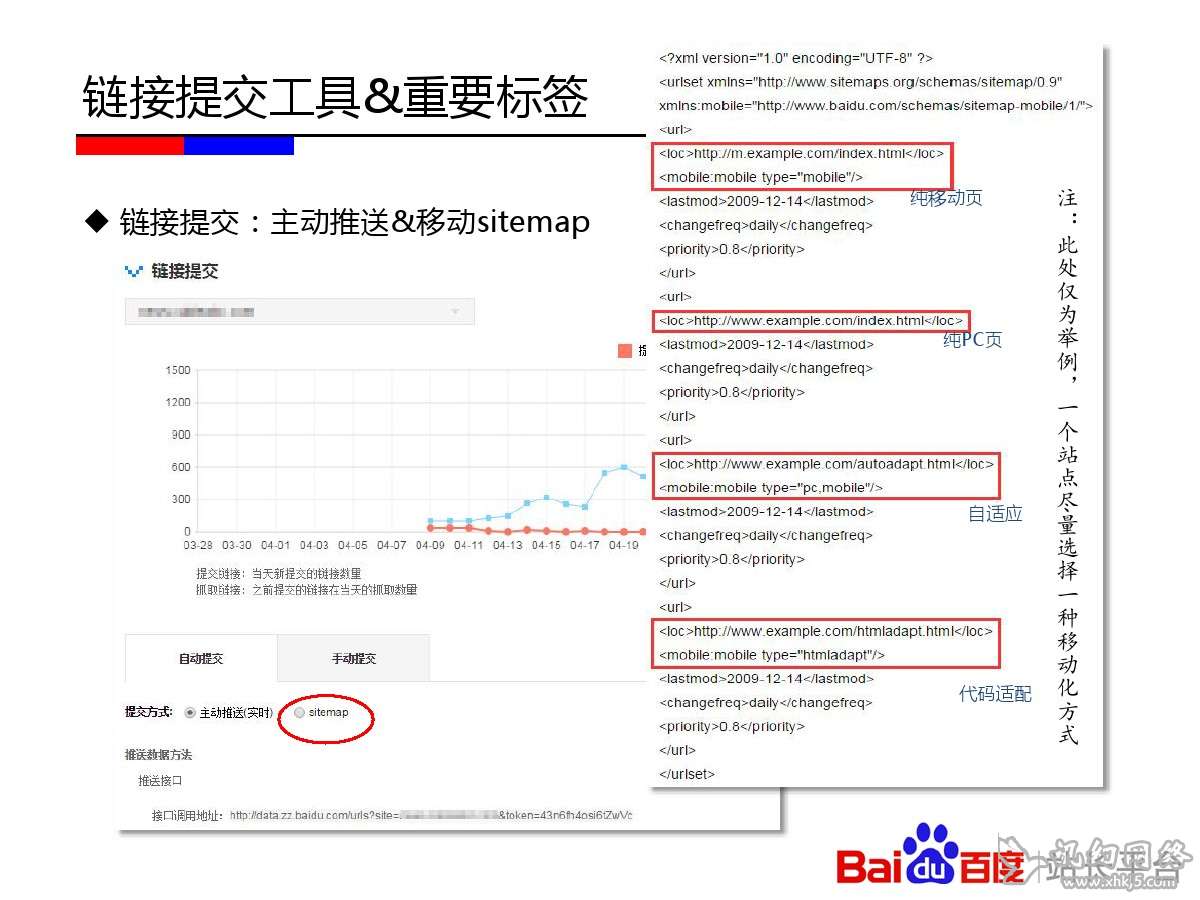 链接提交工具&重要标签
◆ 链接提交：主动推送&移动sitemap
链接提交
1500
1200
900
600
300
0
03-28 03-30 04-01 04-03 04-05 04-07 04-09 04-11 04-13 04-15 04-17 04-19
提交链接：当天新提交的链接数量
抓取链接：之前提交的链接在当天的抓取数量
自动提交 手动提交
提交方式: 主动推送(实时) sitemap
推送数据方法
推送接口
接口调用地址: http://data.zz.baidu.com/urls?site= &token=43n6fh4osi6tZwVc
<?xml version="1.0" encoding="UTF-8" ?>
<urlset xmlns="http://www.sitemaps.org/schemas/sitemap/0.9"
xmlns:mobile="http://www.baidu.com/schemas/sitemap-mobile/1/">
<url>
<loc>http://m.example.com/index.html</loc>
<mobile:mobile type="mobile"/>
纯移动页
<lastmod>2009-12-14</lastmod>
<changefreq>daily</changefreq>
<priority>0.8</priority>
</url>
<url>
<loc>http://www.example.com/index.html</loc>
纯PC页
<lastmod>2009-12-14</lastmod>
<changefreq>daily</changefreq>
<priority>0.8</priority>
</url>
<url>
<loc>http://www.example.com/autoadapt.html</loc>
<mobile:mobile type="pc,mobile"/>
<lastmod>2009-12-14</lastmod>
自适应
<changefreq>daily</changefreq>
<priority>0.8</priority>
</url>
<url>
<loc>http://www.example.com/htmladapt.html</loc>
<mobile:mobile type="htmladapt"/>
<lastmod>2009-12-14</lastmod>
代码适配
<changefreq>daily</changefreq>
<priority>0.8</priority>
</url>
</urlset>
注：此处仅为举例，一个站点尽量选择一种移动化方式
Baidu百度 站长平台
www.xhkj5.com